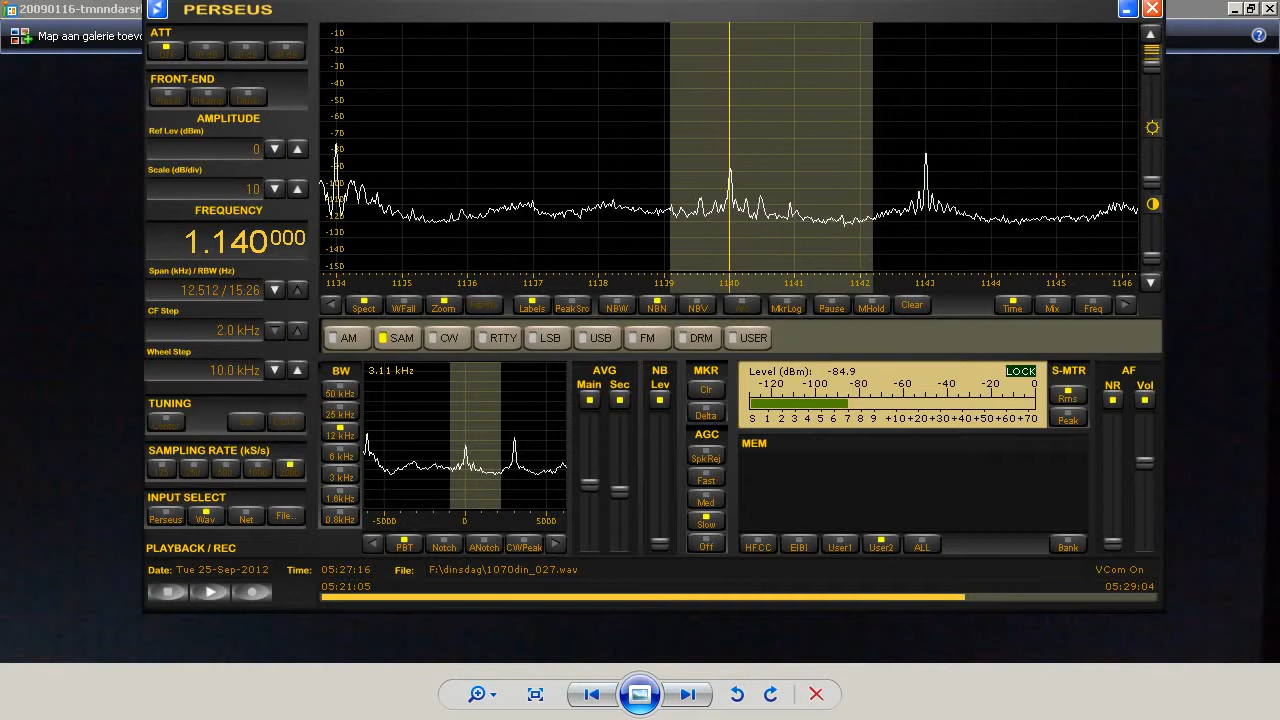 20090116-tmnndarsr
Map aan galerie toevo
PERSEUS
ATT
FRONT-END
AMPLITUDE
Ref Lev (dBm)
0
Scale (dB/div)
10
FREQUENCY
1.140000
Span (kHz) / RBW (Hz)
12.512 / 15.26
CF Step
2.0 kHz
Wheel Step
10.0 kHz
TUNING
Center
SAMPLING RATE (kS/s)
INPUT SELECT
Perseus Wav Net File...
-10
-20
-30
-40
-50
-60
-70
-80
-90
-100
-110
-120
-130
-140
-150
1134 1135 1136 1137 1138 1139 1140 1141 1142 1143 1144 1145 1146
Spect WFall Zoom Labels PeakSrc NBW NBN NBV MkrLog Pause MHold Clear Time Mix Freq
AM SAM CW RTTY LSB USB FM DRM USER
BW
50 kHz
25 kHz
12 kHz
6 kHz
3 kHz
1.6kHz
0.8kHz
3.11 kHz
-5000 0 5000
PBT Notch ANotch CWPeak
AVG
Main Sec
NB
Lev
MKR
Clr
Delta
AGC
SpkRej
Fast
Med
Slow
Off
Level (dBm): -84.9 LOCK
-120 -100 -80 -60 -40 -20 0
S 1 2 3 4 5 6 7 8 9 +10 +20 +30 +40 +50 +60 +70
S-MTR
Rms
Peak
AF
NR Vol
MEM
HFCC EIBI User1 User2 ALL Bank
PLAYBACK / REC
Date: Tue 25-Sep-2012 Time: 05:27:16 File: F:\dinsdag\1070din_027.wav VCom On
05:21:05 05:29:04